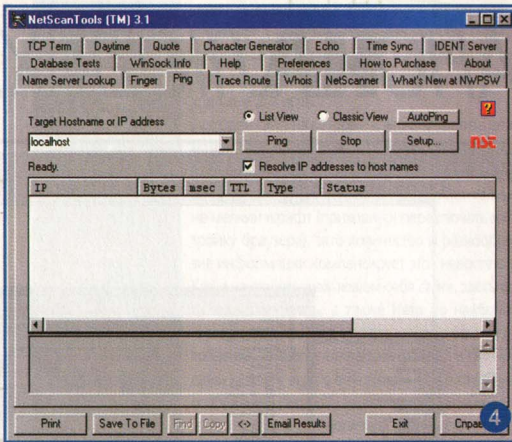 NetScanTools (TM) 3.1
TCP Term Daytime Quote Character Generator Echo Time Sync IDENT Server
Database Tests WinSock Info Help Preferences How to Purchase About
Name Server Lookup Finger Ping Trace Route Whois NetScanner What's New at NWPSW
Target Hostname or IP address
List View Classic View AutoPing ?
localhost Ping Stop Setup... nst
Ready. Resolve IP addresses to host names
IP Bytes msec TTL Type Status
Print Save To File Find Copy <-> Email Results Exit 4